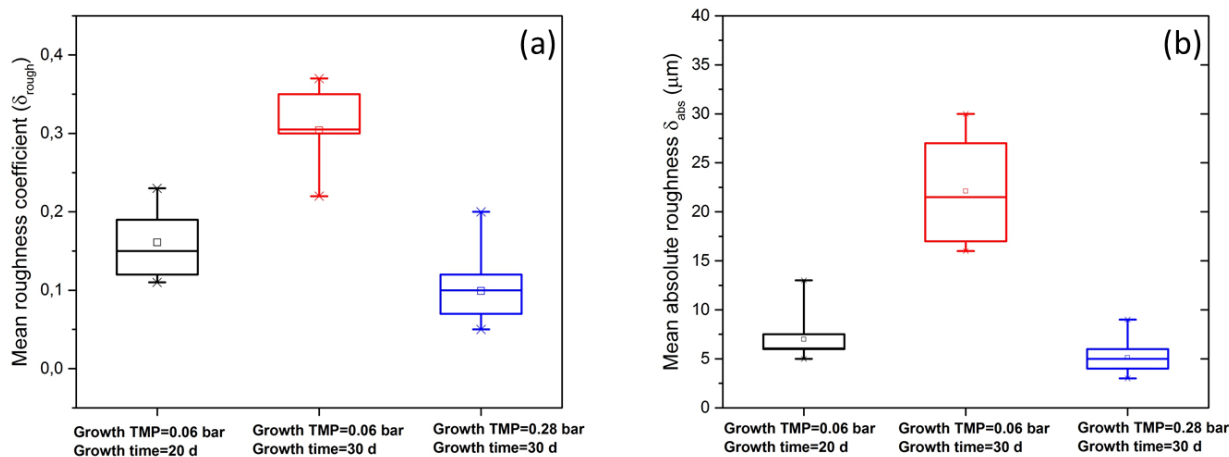 (a)
Mean roughness coefficient (δrough)
0,4
0,3
0,2
0,1
0,0
Growth TMP=0.06 bar
Growth time=20 d
Growth TMP=0.06 bar
Growth time=30 d
Growth TMP=0.28 bar
Growth time=30 d
(b)
Mean absolute roughness δabs (μm)
40
35
30
25
20
15
10
5
0
Growth TMP=0.06 bar
Growth time=20 d
Growth TMP=0.06 bar
Growth time=30 d
Growth TMP=0.28 bar
Growth time=30 d